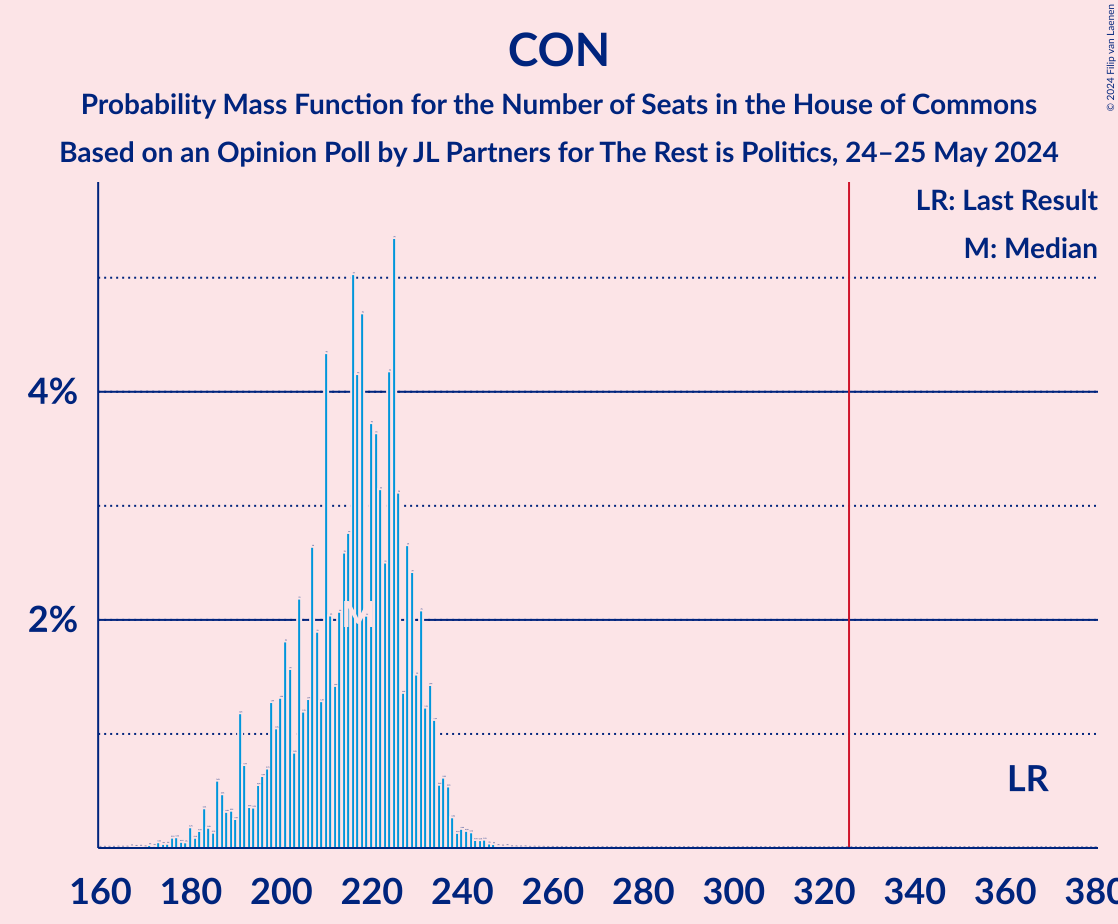 CON
Probability Mass Function for the Number of Seats in the House of Commons
Based on an Opinion Poll by JL Partners for The Rest is Politics, 24–25 May 2024
© 2024 Filip van Laenen
LR: Last Result
M: Median
4%
2%
M
LR
160 180 200 220 240 260 280 300 320 340 360 380